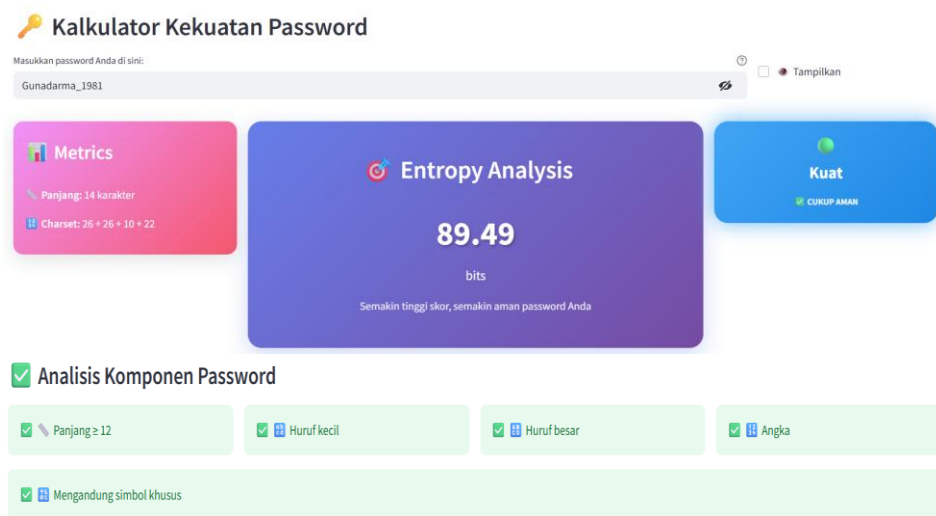 Kalkulator Kekuatan Password
Masukkan password Anda di sini:
Gunadarma_1981
Tampilkan
Metrics
Panjang: 14 karakter
Charset: 26 + 26 + 10 + 22
Entropy Analysis
89.49
bits
Semakin tinggi skor, semakin aman password Anda
Kuat
CUKUP AMAN
Analisis Komponen Password
Panjang ≥ 12
Huruf kecil
Huruf besar
Angka
Mengandung simbol khusus